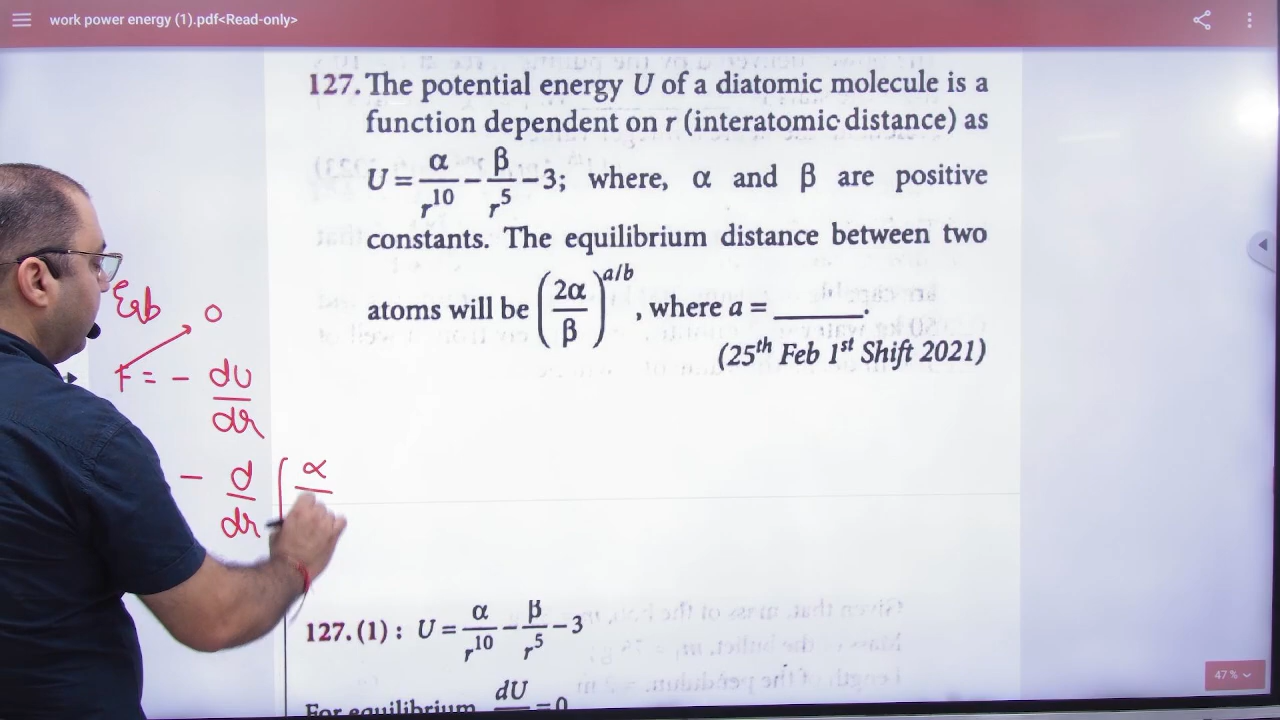 work power energy (1).pdf<Read-only>
127. The potential energy U of a diatomic molecule is a
function dependent on r (interatomic distance) as
U = α/r^10 − β/r^5 − 3; where, α and β are positive
constants. The equilibrium distance between two
atoms will be (2α/β)^a/b, where a = ______.
(25th Feb 1st Shift 2021)
Eqb 0
F = − dU/dr
− d/dr ( α
127. (1) : U = α/r^10 − β/r^5 − 3
For equilibrium, dU = 0
47 %